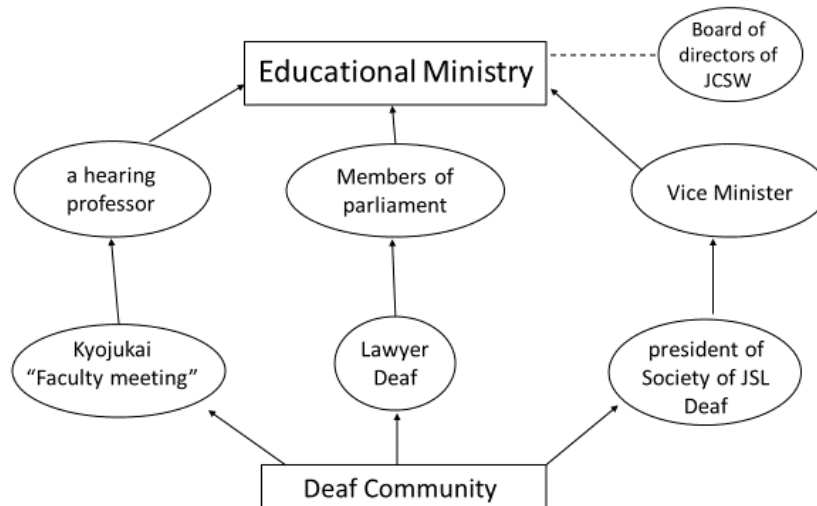 Board of
directors of
JCSW
Educational Ministry
a hearing
professor
Members of
parliament
Vice Minister
Kyojukai
“Faculty meeting”
Lawyer
Deaf
president of
Society of JSL
Deaf
Deaf Community